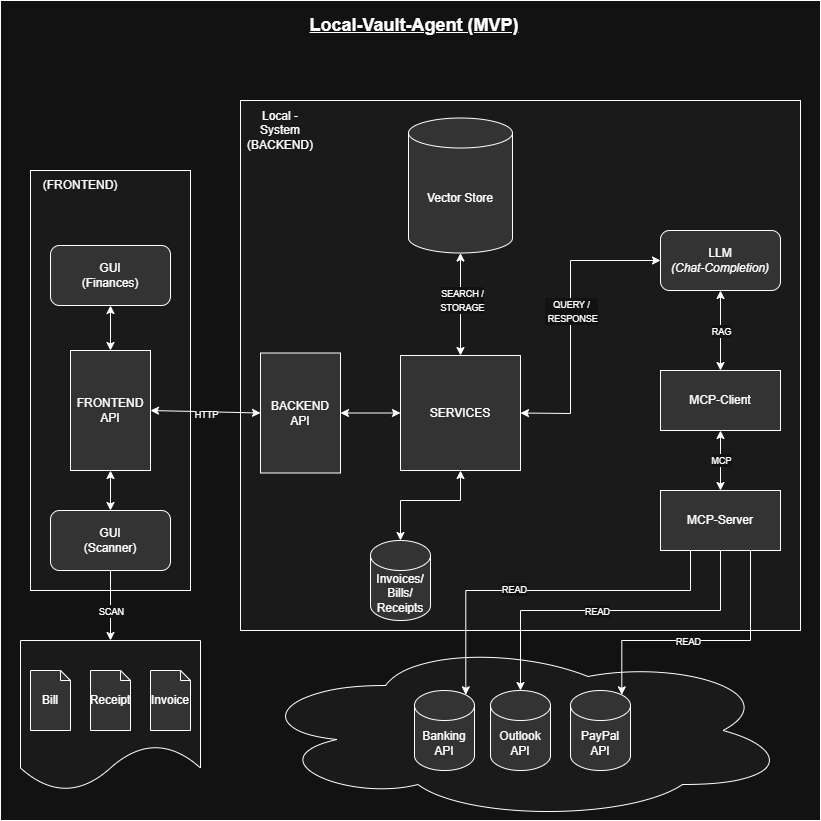 Local-Vault-Agent (MVP)
Local -
System
(BACKEND)
Vector Store
(FRONTEND)
GUI
(Finances)
LLM
(Chat-Completion)
SEARCH /
STORAGE
QUERY /
RESPONSE
RAG
FRONTEND
API
HTTP
BACKEND
API
SERVICES
MCP-Client
MCP
GUI
(Scanner)
MCP-Server
Invoices/
Bills/
Receipts
READ
READ
READ
SCAN
Bill
Receipt
Invoice
Banking
API
Outlook
API
PayPal
API